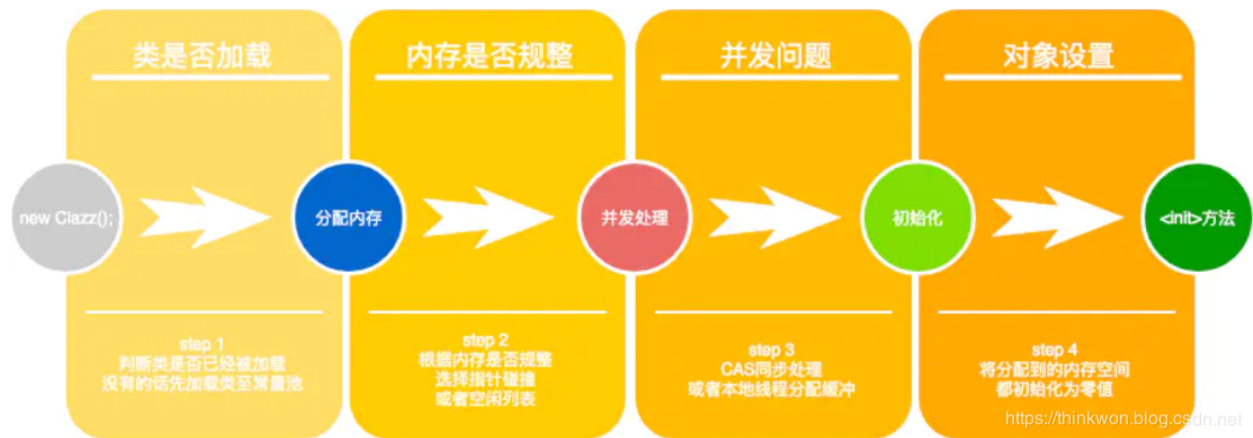 类是否加载
内存是否规整
并发问题
对象设置
new Clazz();
分配内存
并发处理
初始化
<init>方法
step 1
判断类是否已经被加载
没有的话先加载类至常量池
step 2
根据内存是否规整
选择指针碰撞
或者空闲列表
step 3
CAS同步处理
或者本地线程分配缓冲
step 4
将分配到的内存空间
都初始化为零值
https://thinkwon.blog.csdn.net